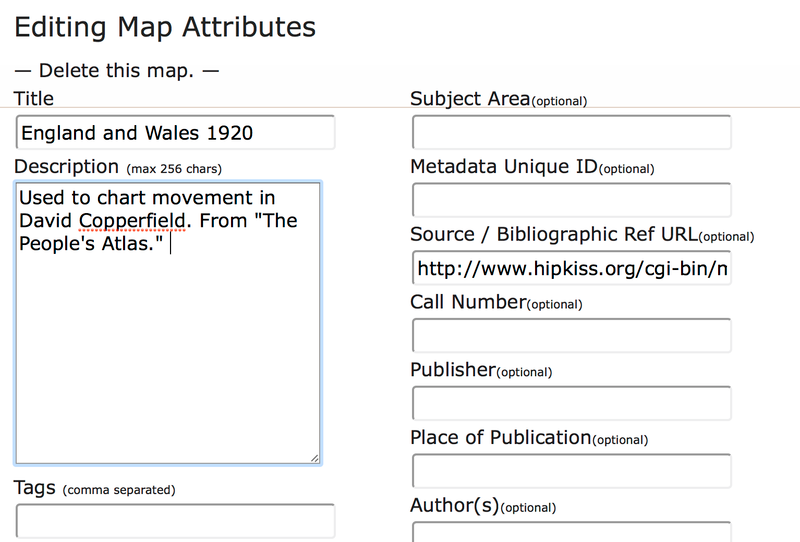 Editing Map Attributes
— Delete this map. —
Title
England and Wales 1920
Description (max 256 chars)
Used to chart movement in
David Copperfield. From "The
People's Atlas."
Tags (comma separated)
Subject Area(optional)
Metadata Unique ID(optional)
Source / Bibliographic Ref URL(optional)
http://www.hipkiss.org/cgi-bin/n
Call Number(optional)
Publisher(optional)
Place of Publication(optional)
Author(s)(optional)